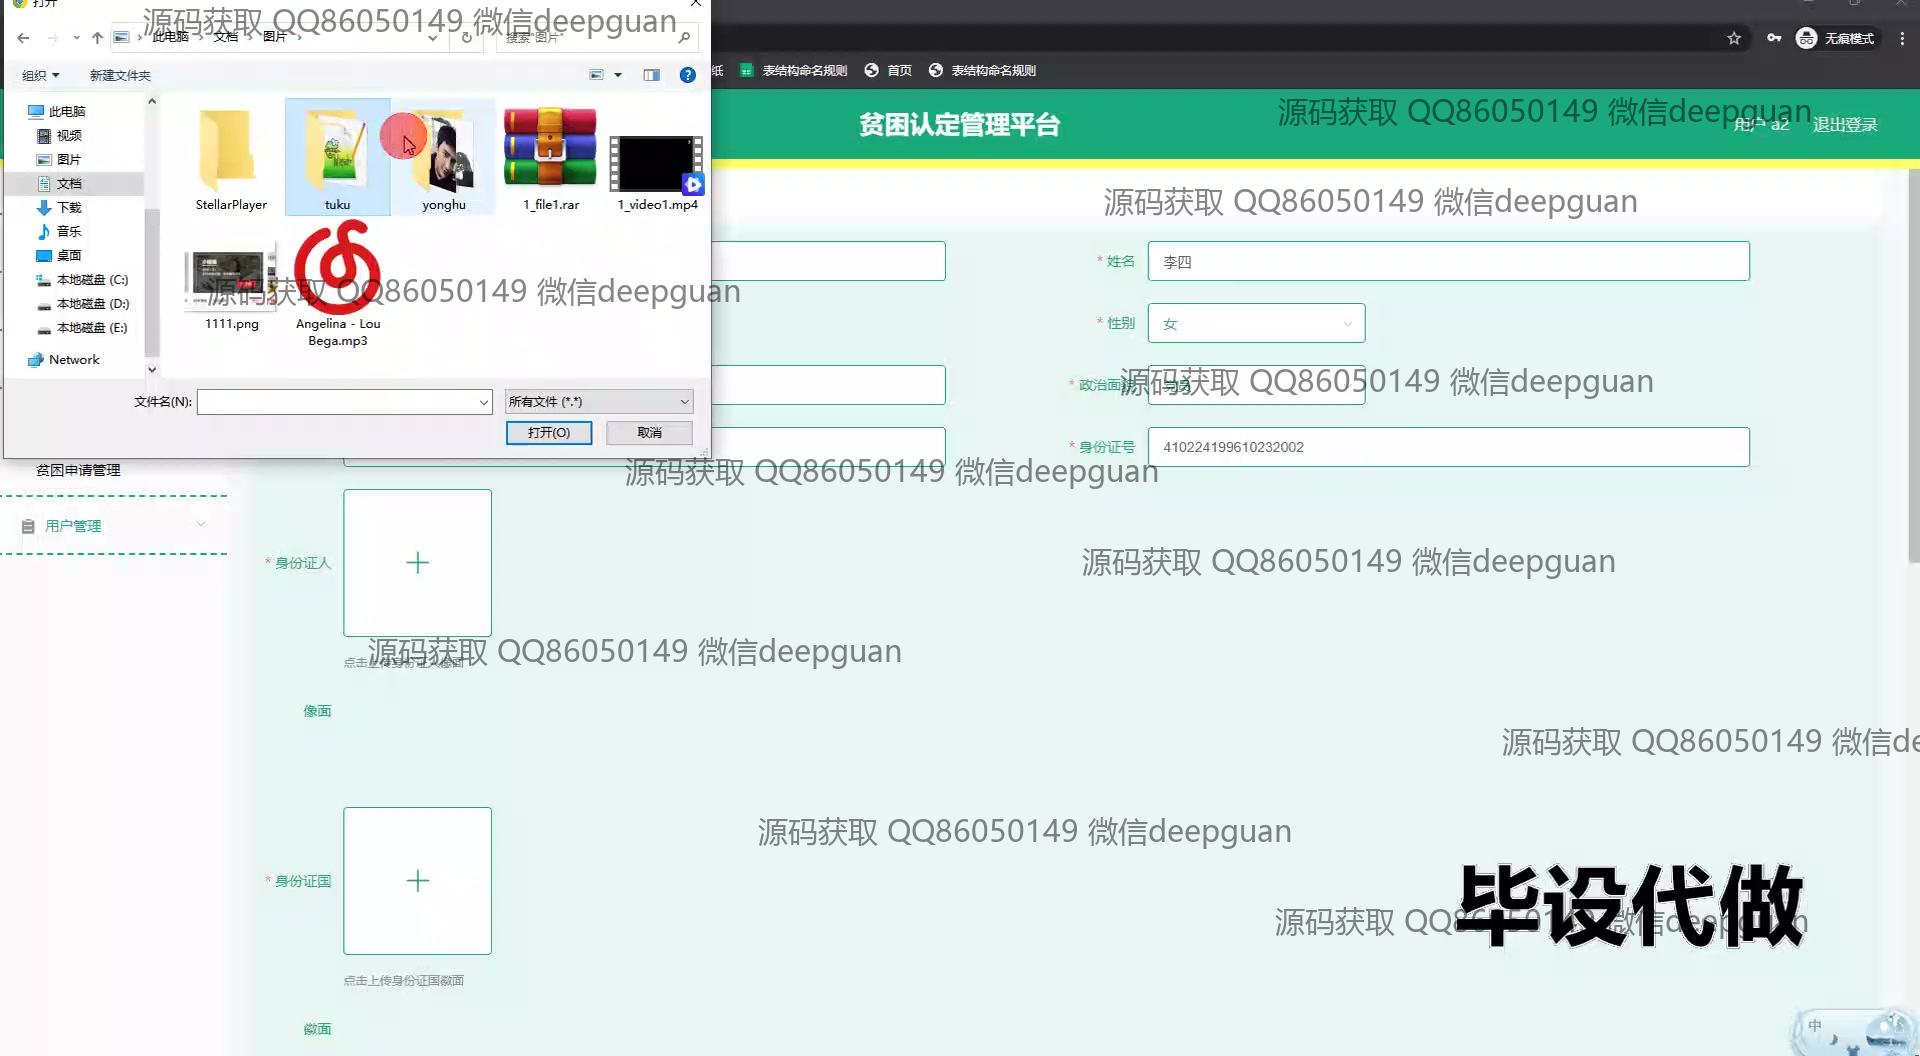 打开
源码获取 QQ86050149 微信deepguan
此电脑 › 文档 › 图片 ›
搜索"图片"
无痕模式
组织 新建文件夹
纸 表结构命名规则 首页 表结构命名规则
贫困认定管理平台
源码获取 QQ86050149 微信deepguan
用户 a2 退出登录
此电脑
视频
图片
文档
下载
音乐
桌面
本地磁盘 (C:)
本地磁盘 (D:)
本地磁盘 (E:)
Network
StellarPlayer
tuku
yonghu
1_file1.rar
1_video1.mp4
1111.png
Angelina - Lou
Bega.mp3
源码获取 QQ86050149 微信deepguan
文件名(N):
所有文件 (*.*)
打开(O)
取消
源码获取 QQ86050149 微信deepguan
* 姓名
李四
* 性别
女
* 政治面貌
党员
源码获取 QQ86050149 微信deepguan
* 身份证号
410224199610232002
贫困申请管理
源码获取 QQ86050149 微信deepguan
用户管理
* 身份证人
源码获取 QQ86050149 微信deepguan
点击上传身份证人像面
源码获取 QQ86050149 微信deepguan
像面
源码获取 QQ86050149 微信de
源码获取 QQ86050149 微信deepguan
* 身份证国
毕设代做
源码获取 QQ86050149 微信deepguan
点击上传身份证国徽面
徽面
中